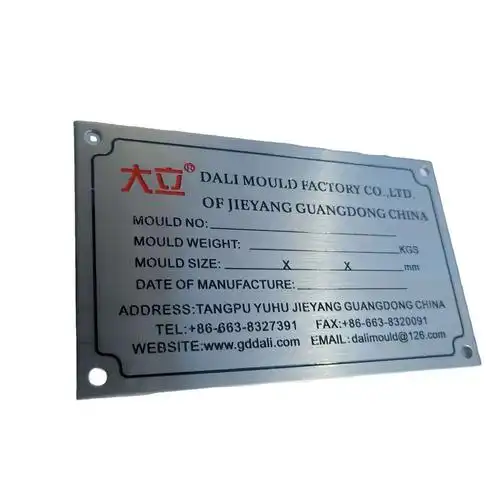 大立® DALI MOULD FACTORY CO.,LTD.
OF JIEYANG GUANGDONG CHINA
MOULD NO:
MOULD WEIGHT: KGS
MOULD SIZE: X X mm
DATE OF MANUFACTURE:
ADDRESS:TANGPU YUHU JIEYANG GUANGDONG CHINA
TEL:+86-663-8327391 FAX:+86-663-8320091
WEBSITE:www.gddali.com EMAIL:dalimould@126.com